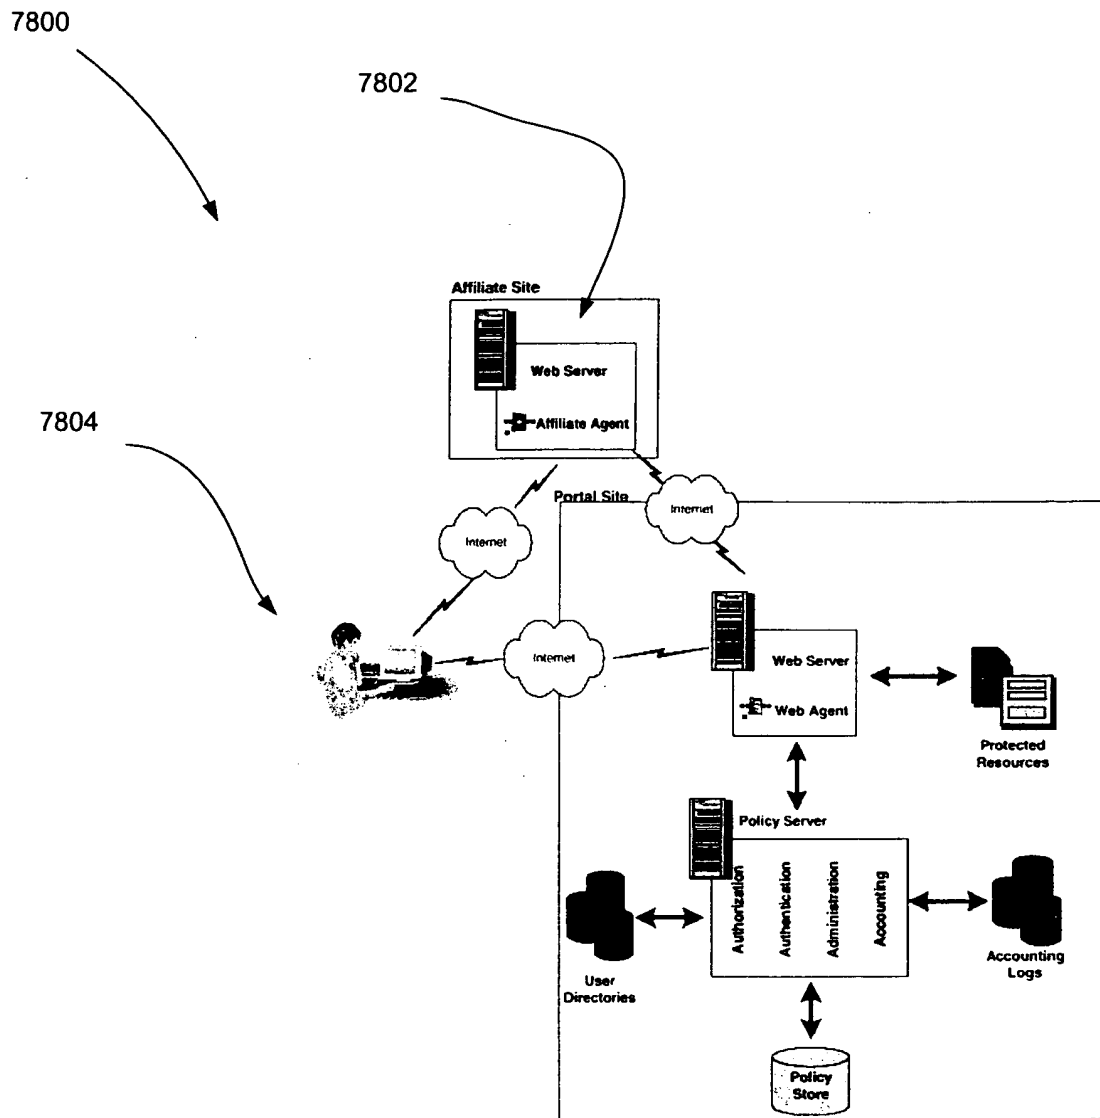 7800
7802
Affiliate Site
Web Server
Affiliate Agent
7804
Portal Site
Internet
Internet
Internet
Web Server
Web Agent
Protected
Resources
Policy Server
Authorization
Authentication
Administration
Accounting
User
Directories
Accounting
Logs
Policy
Store